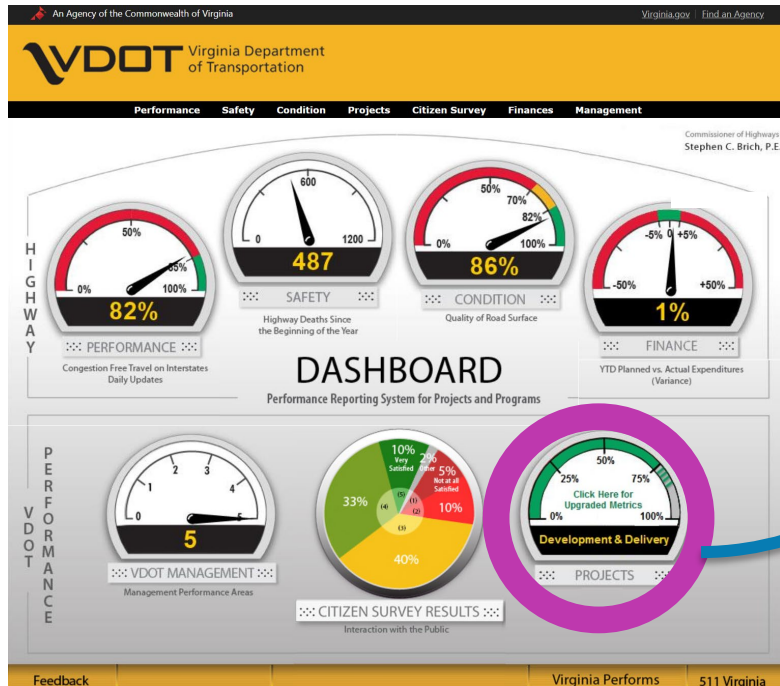 An Agency of the Commonwealth of Virginia
Virginia.gov | Find an Agency
VDOT Virginia Department
of Transportation
Performance Safety Condition Projects Citizen Survey Finances Management
Commissioner of Highways
Stephen C. Brich, P.E.
HIGHWAY
50%
85%
0%
100%
82%
PERFORMANCE
Congestion Free Travel on Interstates
Daily Updates
600
0
1200
487
SAFETY
Highway Deaths Since
the Beginning of the Year
50%
70%
82%
0%
100%
86%
CONDITION
Quality of Road Surface
-5% 0 +5%
-50%
+50%
1%
FINANCE
YTD Planned vs. Actual Expenditures
(Variance)
DASHBOARD
Performance Reporting System for Projects and Programs
VDOT
PERFORMANCE
0
1
2
3
4
5
5
VDOT MANAGEMENT
Management Performance Areas
10%
Very
Satisfied
2%
Other
5%
Not at all
Satisfied
33%
10%
40%
(5)
(1)
(4)
(2)
(3)
CITIZEN SURVEY RESULTS
Interaction with the Public
50%
25%
75%
Click Here for
Upgraded Metrics
0%
100%
Development & Delivery
PROJECTS
Feedback
Virginia Performs
511 Virginia